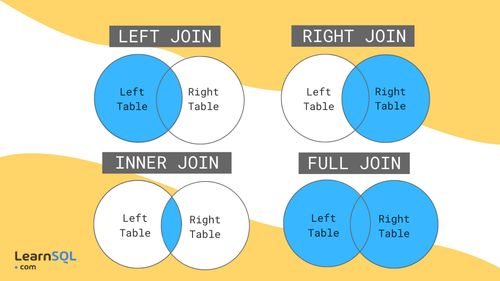 LEFT JOIN
Left
Table
Right
Table
RIGHT JOIN
Left
Table
Right
Table
INNER JOIN
Left
Table
Right
Table
FULL JOIN
Left
Table
Right
Table
LearnSQL
.com